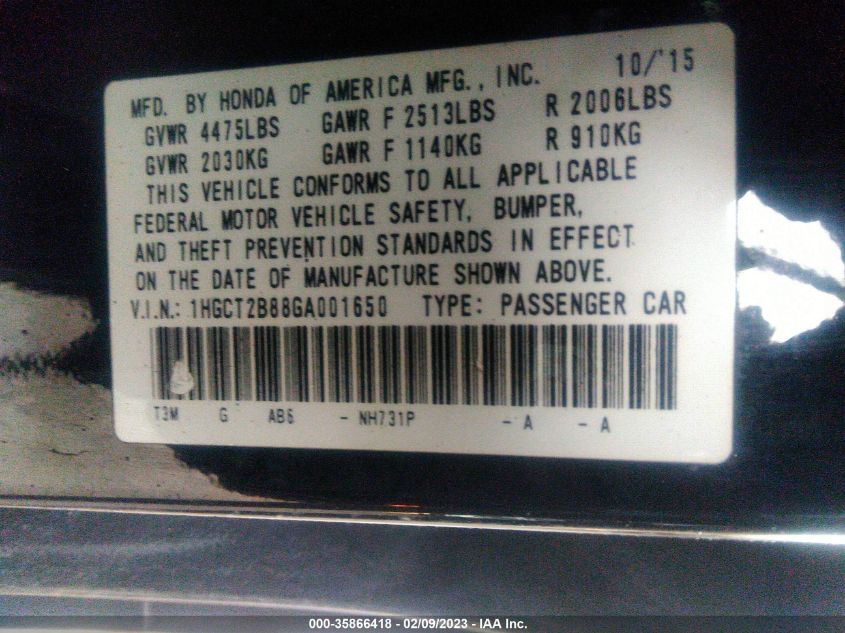 MFD. BY HONDA OF AMERICA MFG., INC. 10/'15
GVWR 4475LBS GAWR F 2513LBS R 2006LBS
GVWR 2030KG GAWR F 1140KG R 910KG
THIS VEHICLE CONFORMS TO ALL APPLICABLE
FEDERAL MOTOR VEHICLE SAFETY, BUMPER,
AND THEFT PREVENTION STANDARDS IN EFFECT
ON THE DATE OF MANUFACTURE SHOWN ABOVE.
V.I.N.: 1HGCT2B88GA001650 TYPE: PASSENGER CAR
T3M G AB6 - NH731P - A - A
000-35866418 - 02/09/2023 - IAA Inc.